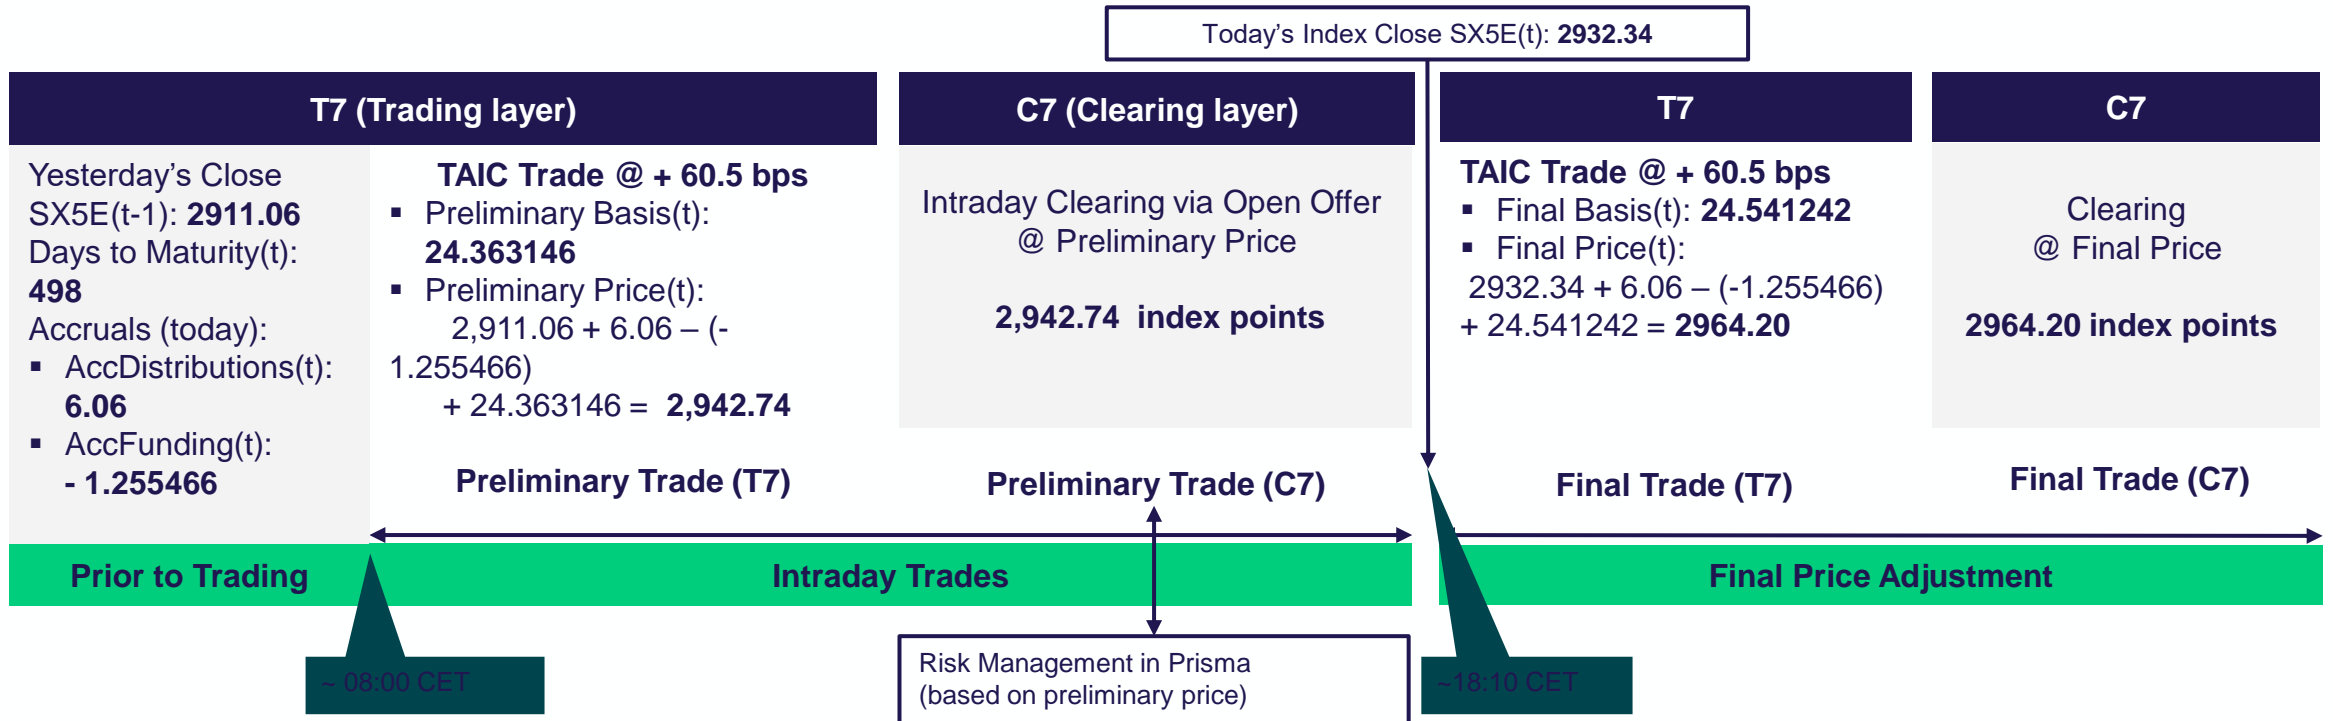 Today's Index Close SX5E(t): 2932.34
T7 (Trading layer)
C7 (Clearing layer)
T7
C7
Yesterday's Close
SX5E(t-1): 2911.06
Days to Maturity(t):
498
Accruals (today):
▪ AccDistributions(t):
6.06
▪ AccFunding(t):
- 1.255466
TAIC Trade @ + 60.5 bps
▪ Preliminary Basis(t):
24.363146
▪ Preliminary Price(t):
2,911.06 + 6.06 – (-
1.255466)
+ 24.363146 = 2,942.74
Preliminary Trade (T7)
Intraday Clearing via Open Offer
@ Preliminary Price
2,942.74 index points
Preliminary Trade (C7)
TAIC Trade @ + 60.5 bps
▪ Final Basis(t): 24.541242
▪ Final Price(t):
2932.34 + 6.06 – (-1.255466)
+ 24.541242 = 2964.20
Final Trade (T7)
Clearing
@ Final Price
2964.20 index points
Final Trade (C7)
Prior to Trading
Intraday Trades
Final Price Adjustment
~ 08:00 CET
Risk Management in Prisma
(based on preliminary price)
~18:10 CET